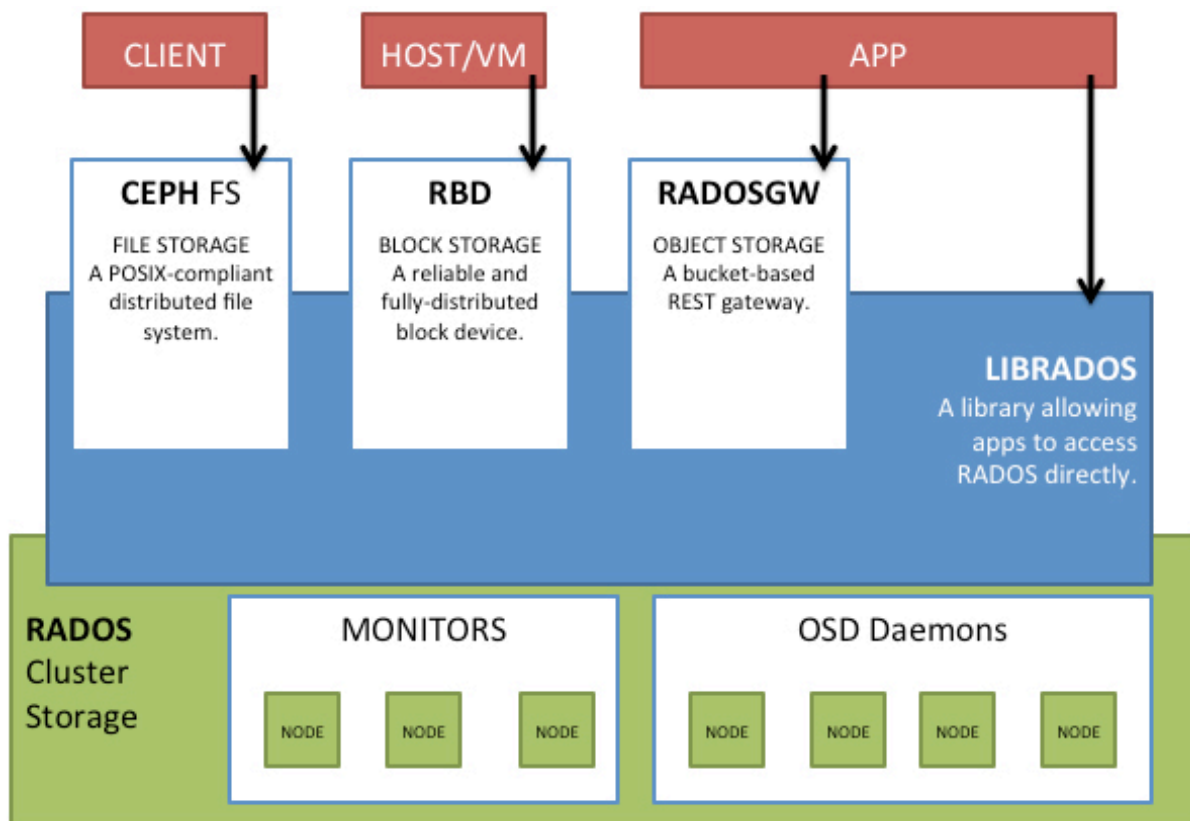 CLIENT
HOST/VM
APP
CEPH FS
FILE STORAGE
A POSIX-compliant
distributed file
system.
RBD
BLOCK STORAGE
A reliable and
fully-distributed
block device.
RADOSGW
OBJECT STORAGE
A bucket-based
REST gateway.
LIBRADOS
A library allowing
apps to access
RADOS directly.
RADOS
Cluster
Storage
MONITORS
NODE
NODE
NODE
OSD Daemons
NODE
NODE
NODE
NODE